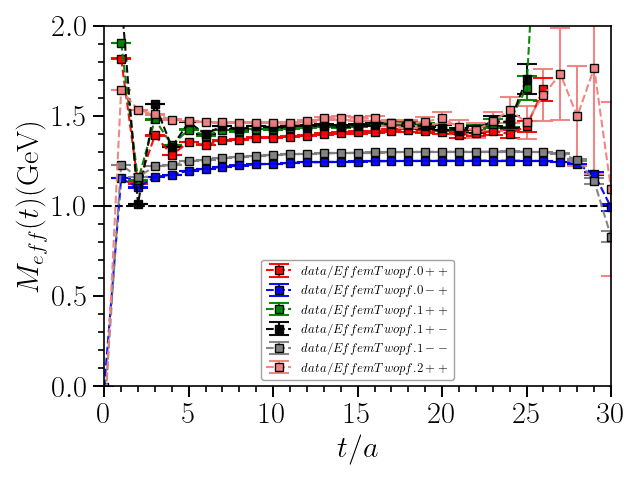 2.0
1.5
1.0
0.5
0.0
M_{eff}(t)(GeV)
data/EffemTwopf.0++
data/EffemTwopf.0-+
data/EffemTwopf.1++
data/EffemTwopf.1+-
data/EffemTwopf.1--
data/EffemTwopf.2++
0 5 10 15 20 25 30
t/a